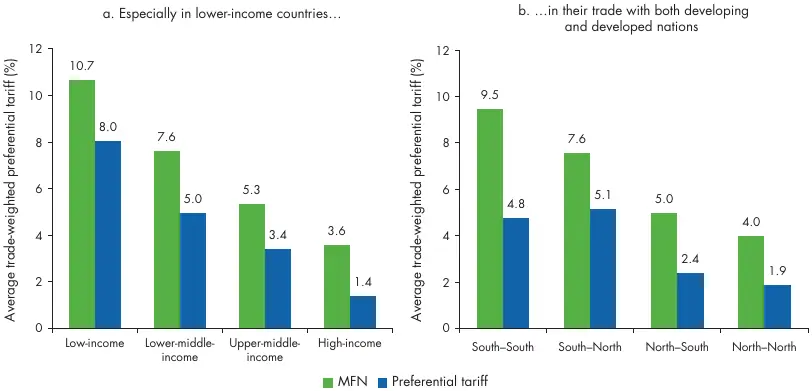 a. Especially in lower-income countries…
Average trade-weighted preferential tariff (%)
12
10
8
6
4
2
0
10.7
8.0
7.6
5.0
5.3
3.4
3.6
1.4
Low-income
Lower-middle-
income
Upper-middle-
income
High-income
b. …in their trade with both developing
and developed nations
Average trade-weighted preferential tariff (%)
12
10
8
6
4
2
0
9.5
4.8
7.6
5.1
5.0
2.4
4.0
1.9
South–South
South–North
North–South
North–North
MFN
Preferential tariff